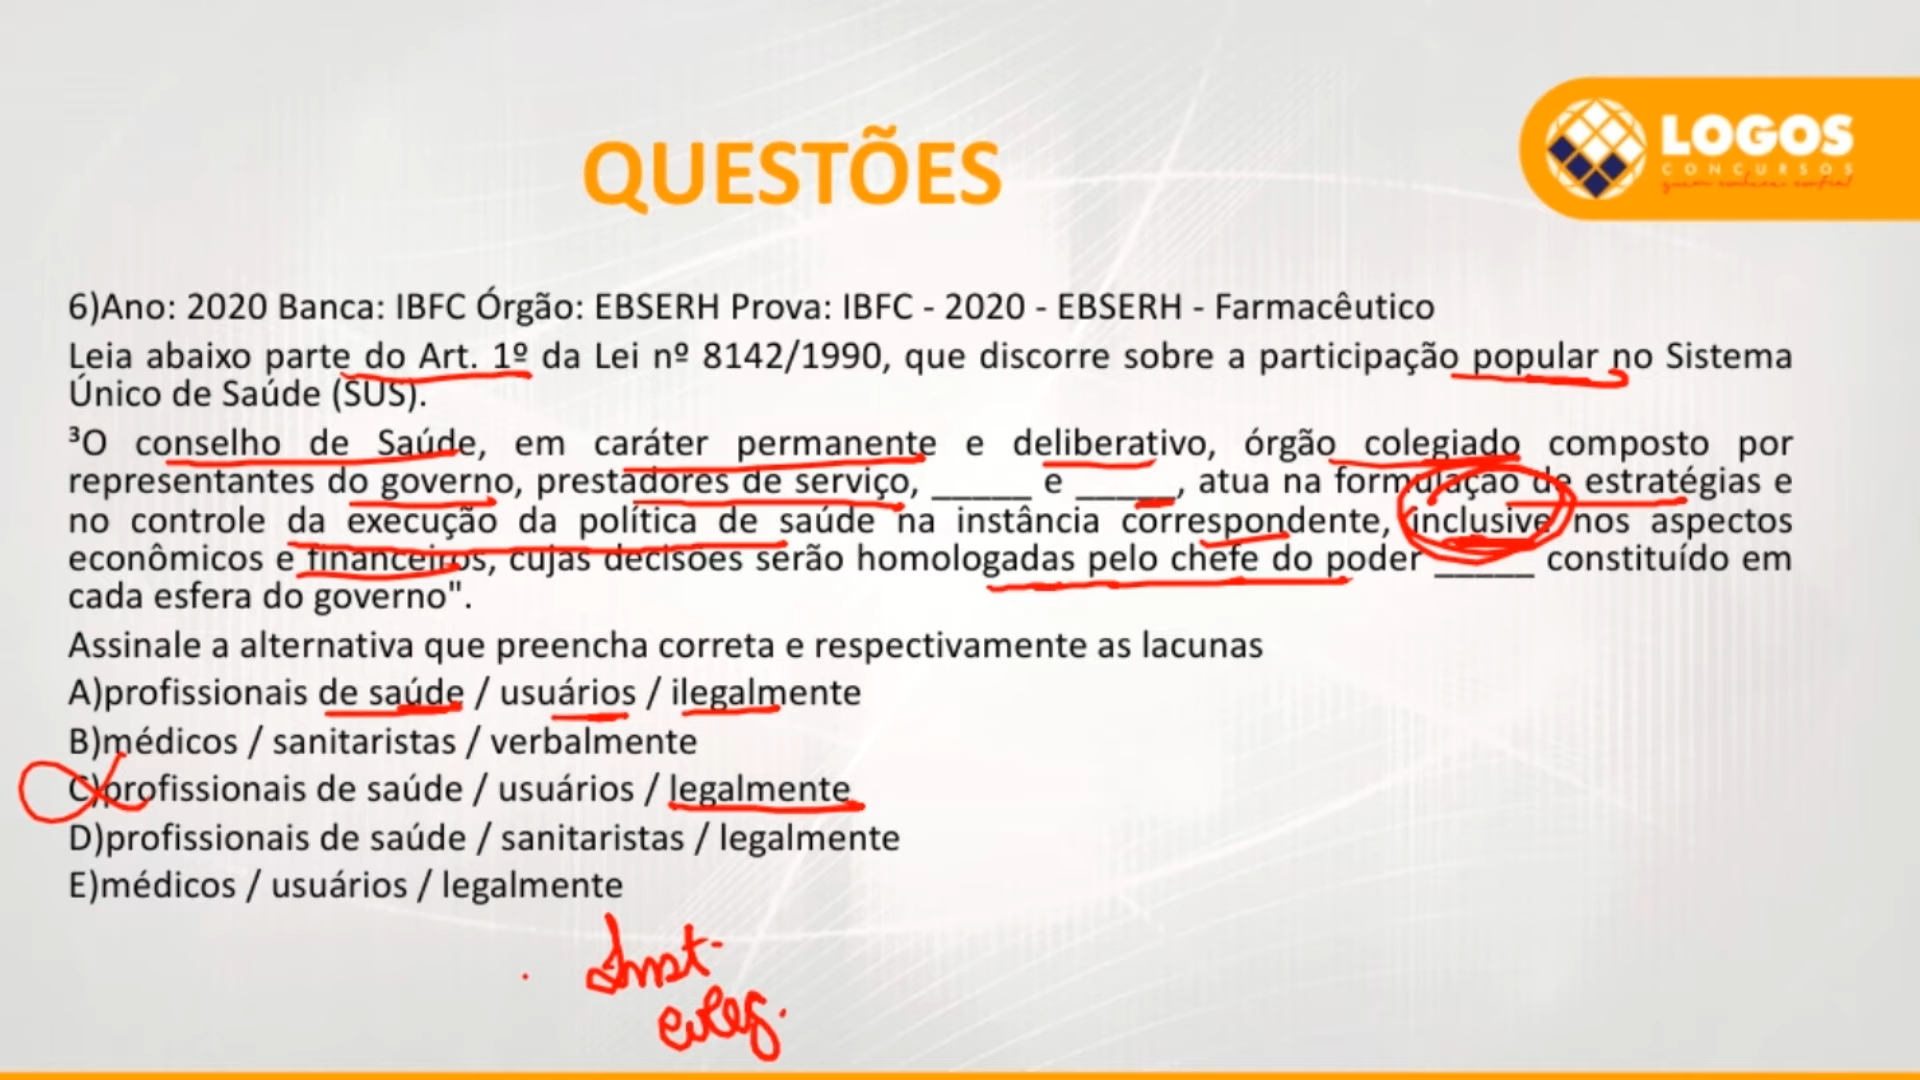 QUESTÕES
LOGOS
CONCURSOS
6)Ano: 2020 Banca: IBFC Órgão: EBSERH Prova: IBFC - 2020 - EBSERH - Farmacêutico
Leia abaixo parte do Art. 1º da Lei nº 8142/1990, que discorre sobre a participação popular no Sistema
Único de Saúde (SUS).
³O conselho de Saúde, em caráter permanente e deliberativo, órgão colegiado composto por
representantes do governo, prestadores de serviço, _____ e _____, atua na formulação de estratégias e
no controle da execução da política de saúde na instância correspondente, inclusive nos aspectos
econômicos e financeiros, cujas decisões serão homologadas pelo chefe do poder _____ constituído em
cada esfera do governo".
Assinale a alternativa que preencha correta e respectivamente as lacunas
A)profissionais de saúde / usuários / ilegalmente
B)médicos / sanitaristas / verbalmente
C)profissionais de saúde / usuários / legalmente
D)profissionais de saúde / sanitaristas / legalmente
E)médicos / usuários / legalmente